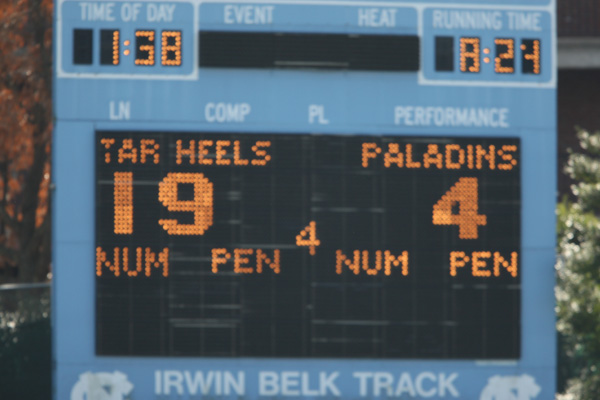 TIME OF DAY EVENT HEAT RUNNING TIME
1:38 8:24
LN COMP PL PERFORMANCE
TAR HEELS PALADINS
19 4
4
NUM PEN NUM PEN
IRWIN BELK TRACK